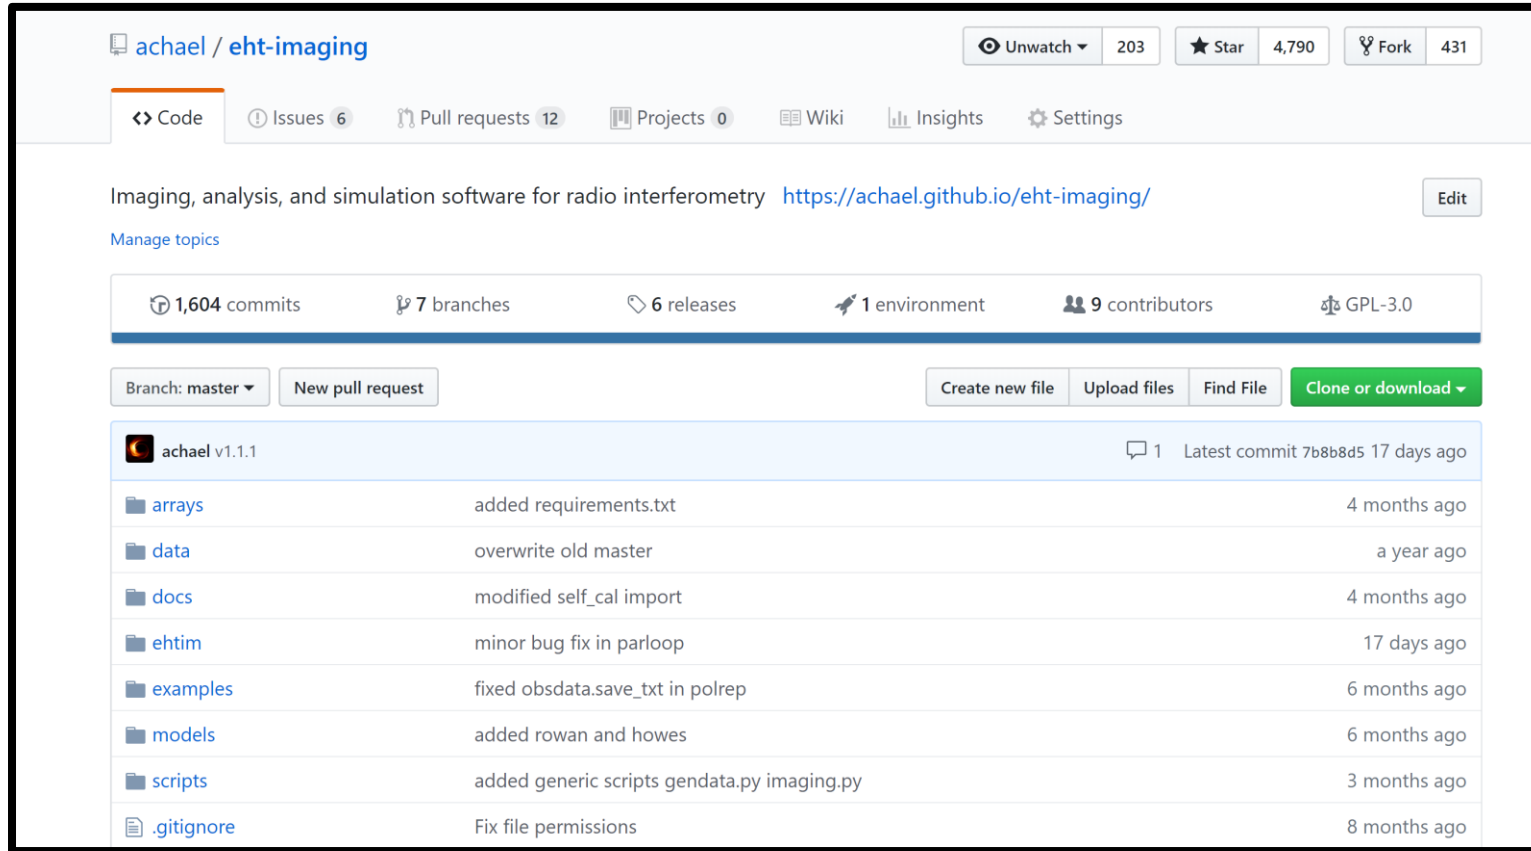 achael / eht-imaging
Unwatch 203 Star 4,790 Fork 431
Code Issues 6 Pull requests 12 Projects 0 Wiki Insights Settings
Imaging, analysis, and simulation software for radio interferometry https://achael.github.io/eht-imaging/ Edit
Manage topics
1,604 commits 7 branches 6 releases 1 environment 9 contributors GPL-3.0
Branch: master New pull request Create new file Upload files Find File Clone or download
achael v1.1.1 1 Latest commit 7b8b8d5 17 days ago
arrays added requirements.txt 4 months ago
data overwrite old master a year ago
docs modified self_cal import 4 months ago
ehtim minor bug fix in parloop 17 days ago
examples fixed obsdata.save_txt in polrep 6 months ago
models added rowan and howes 6 months ago
scripts added generic scripts gendata.py imaging.py 3 months ago
.gitignore Fix file permissions 8 months ago